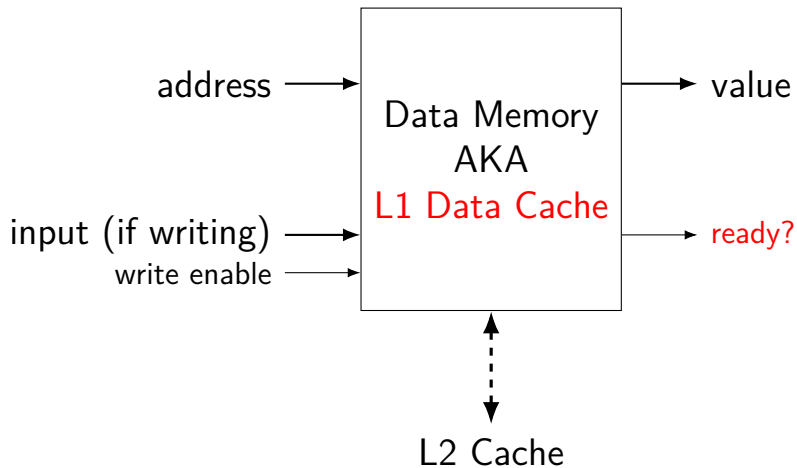 address
value
Data Memory
AKA
L1 Data Cache
input (if writing)
ready?
write enable
L2 Cache